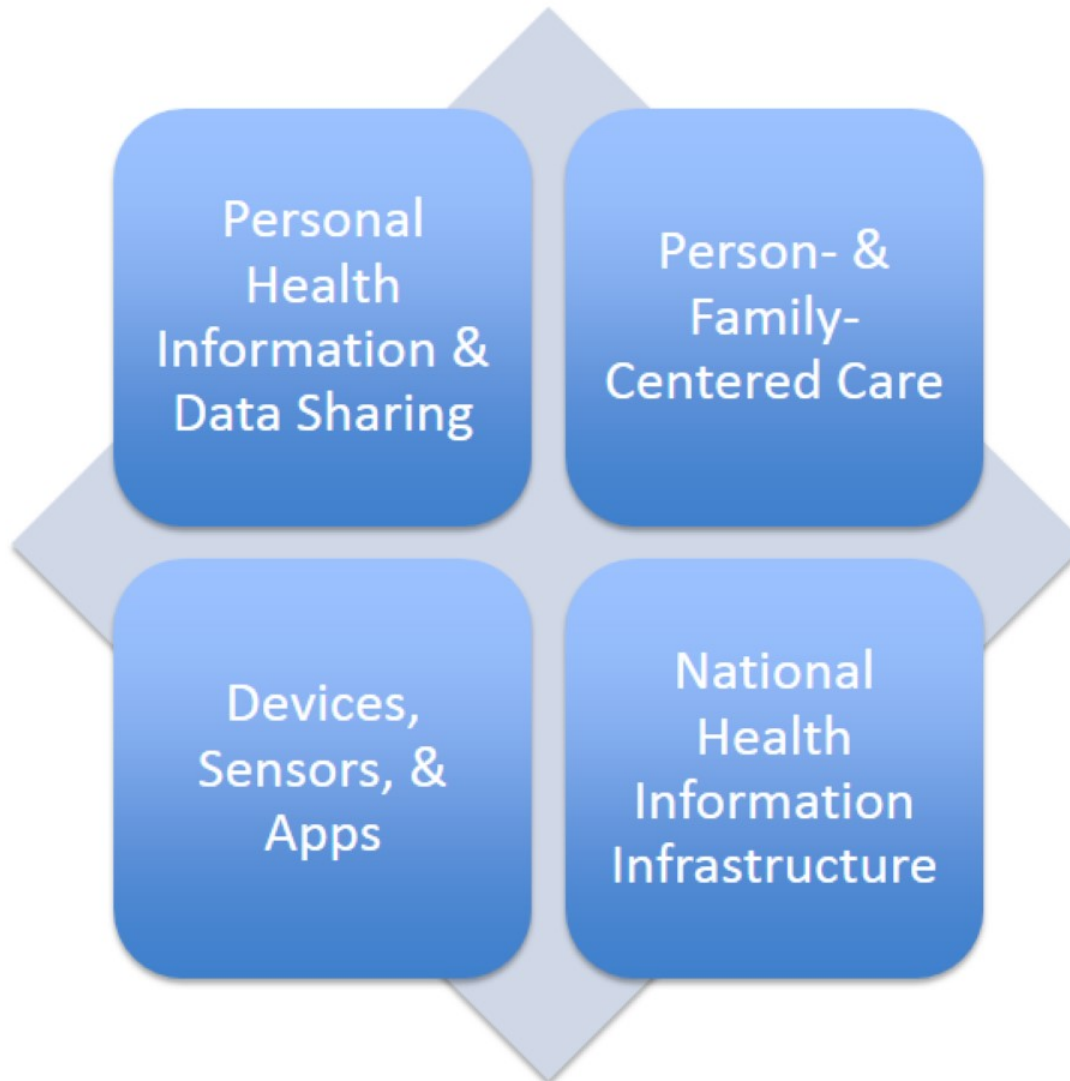 Personal
Health
Information &
Data Sharing
Person- &
Family-
Centered Care
Devices,
Sensors, &
Apps
National
Health
Information
Infrastructure